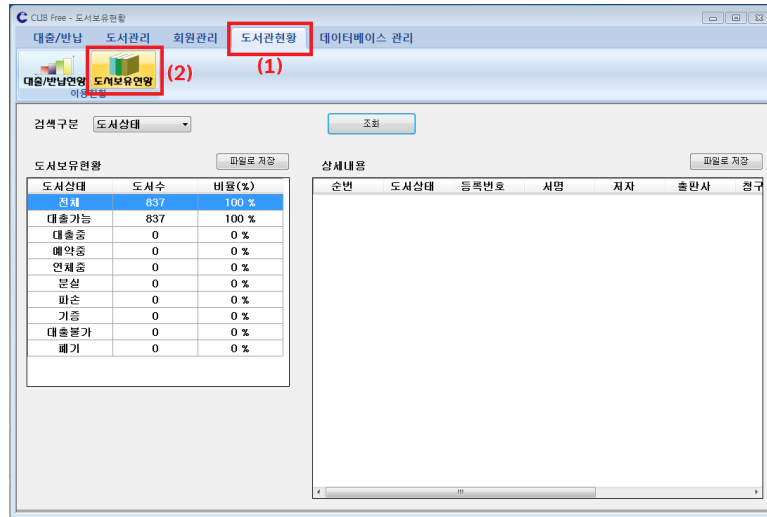 CLIB Free - 도서보유현황
대출/반납 도서관리 회원관리 도서관현황 데이터베이스 관리
(1)
대출/반납현황 도서보유현황 (2)
이용현황
검색구분 도서상태 조회
도서보유현황 파일로 저장 상세내용 파일로 저장
도서상태 도서수 비율(%) 순번 도서상태 등록번호 서명 저자 출판사 청구
전체 837 100 %
대출가능 837 100 %
대출중 0 0 %
예약중 0 0 %
연체중 0 0 %
분실 0 0 %
파손 0 0 %
기증 0 0 %
대출불가 0 0 %
폐기 0 0 %